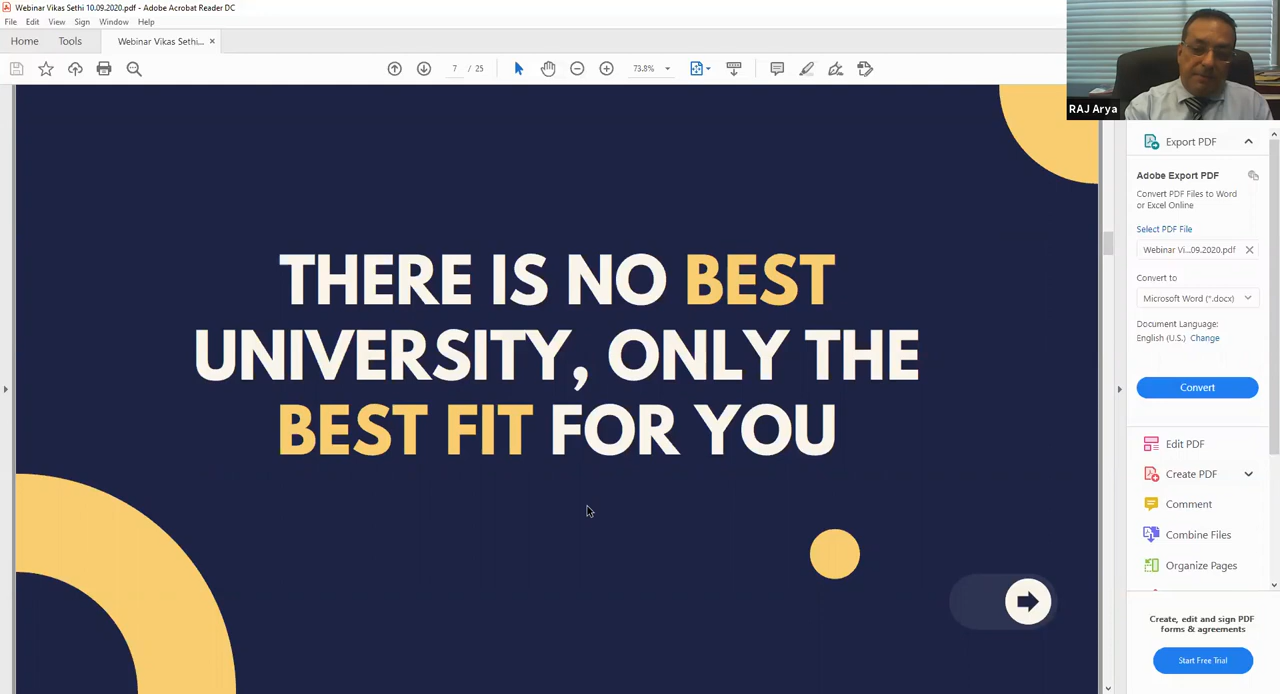 Webinar Vikas Sethi 10.09.2020.pdf - Adobe Acrobat Reader DC
File Edit View Sign Window Help
Home Tools Webinar Vikas Sethi... ×
7 / 25 73.8%
RAJ Arya
THERE IS NO BEST
UNIVERSITY, ONLY THE
BEST FIT FOR YOU
Export PDF
Adobe Export PDF
Convert PDF Files to Word
or Excel Online
Select PDF File
Webinar Vi...09.2020.pdf
Convert to
Microsoft Word (*.docx)
Document Language:
English (U.S.) Change
Convert
Edit PDF
Create PDF
Comment
Combine Files
Organize Pages
Create, edit and sign PDF
forms & agreements
Start Free Trial